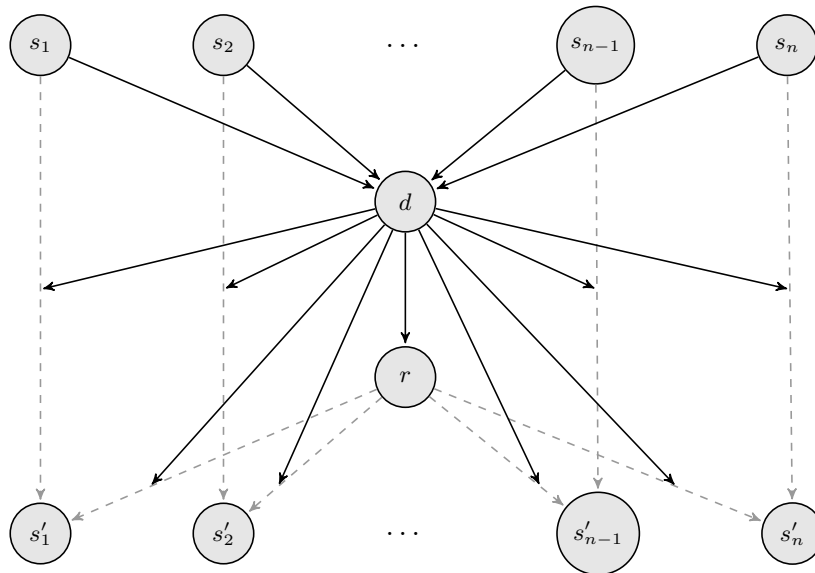 s₁ s₂ ... sₙ₋₁ sₙ
d
r
s′₁ s′₂ ... s′ₙ₋₁ s′ₙ